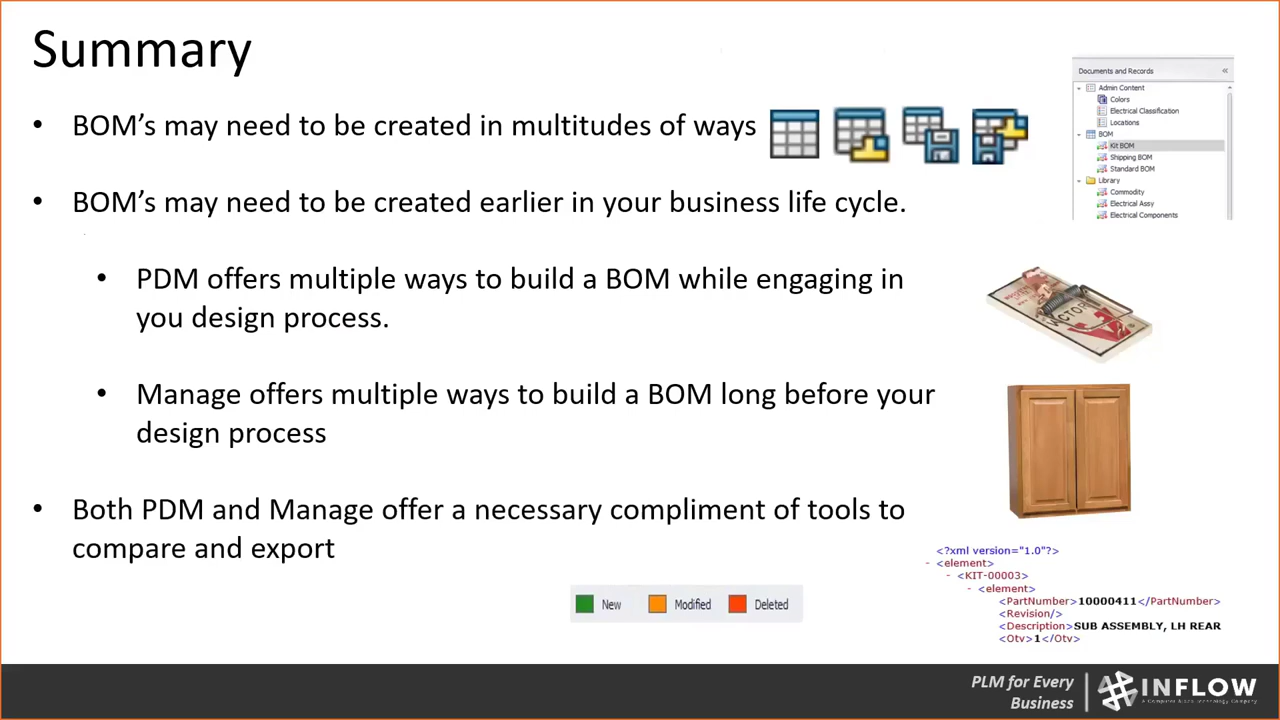 Summary
• BOM’s may need to be created in multitudes of ways
• BOM’s may need to be created earlier in your business life cycle.
• PDM offers multiple ways to build a BOM while engaging in
you design process.
• Manage offers multiple ways to build a BOM long before your
design process
• Both PDM and Manage offer a necessary compliment of tools to
compare and export
Documents and Records «
Admin Content
Colors
Electrical Classification
Locations
BOM
Kit BOM
Shipping BOM
Standard BOM
Library
Commodity
Electrical Assy
Electrical Components
VICTOR
<?xml version="1.0"?>
- <element>
- <KIT-00003>
- <element>
<PartNumber>10000411</PartNumber>
<Revision/>
<Description>SUB ASSEMBLY, LH REAR
<Qty>1</Qty>
New Modified Deleted
PLM for Every
Business
INFLOW